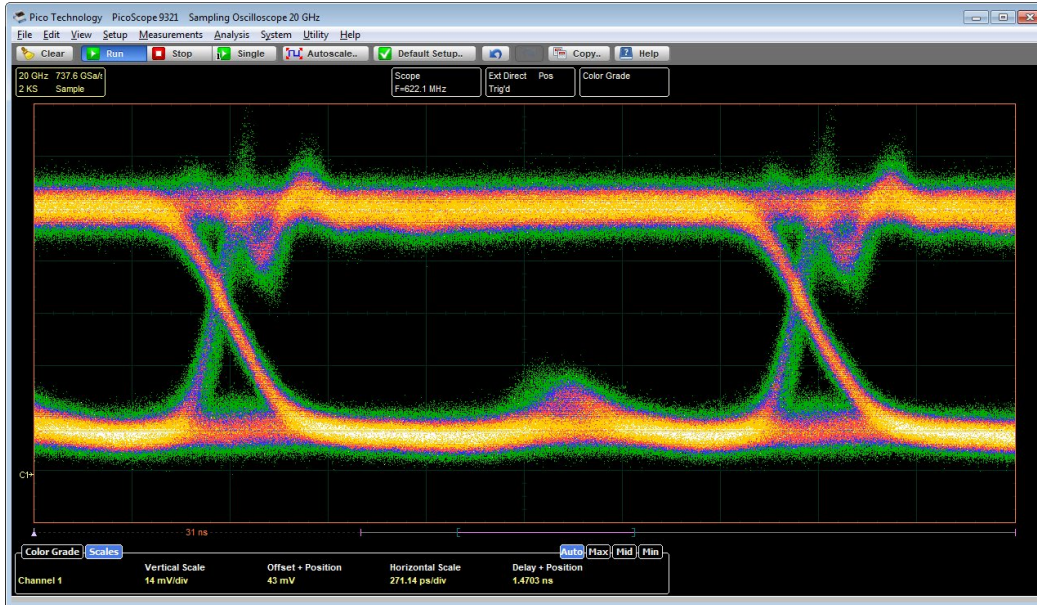 Pico Technology PicoScope 9321 Sampling Oscilloscope 20 GHz
File Edit View Setup Measurements Analysis System Utility Help
Clear Run Stop Single Autoscale.. Default Setup.. Copy.. Help
20 GHz 737.6 GSa/s Scope Ext Direct Pos Color Grade
2 KS Sample F=622.1 MHz Trig'd
C1
31 ns
Color Grade Scales Auto Max Mid Min
Vertical Scale Offset + Position Horizontal Scale Delay + Position
Channel 1 14 mV/div 43 mV 271.14 ps/div 1.4703 ns